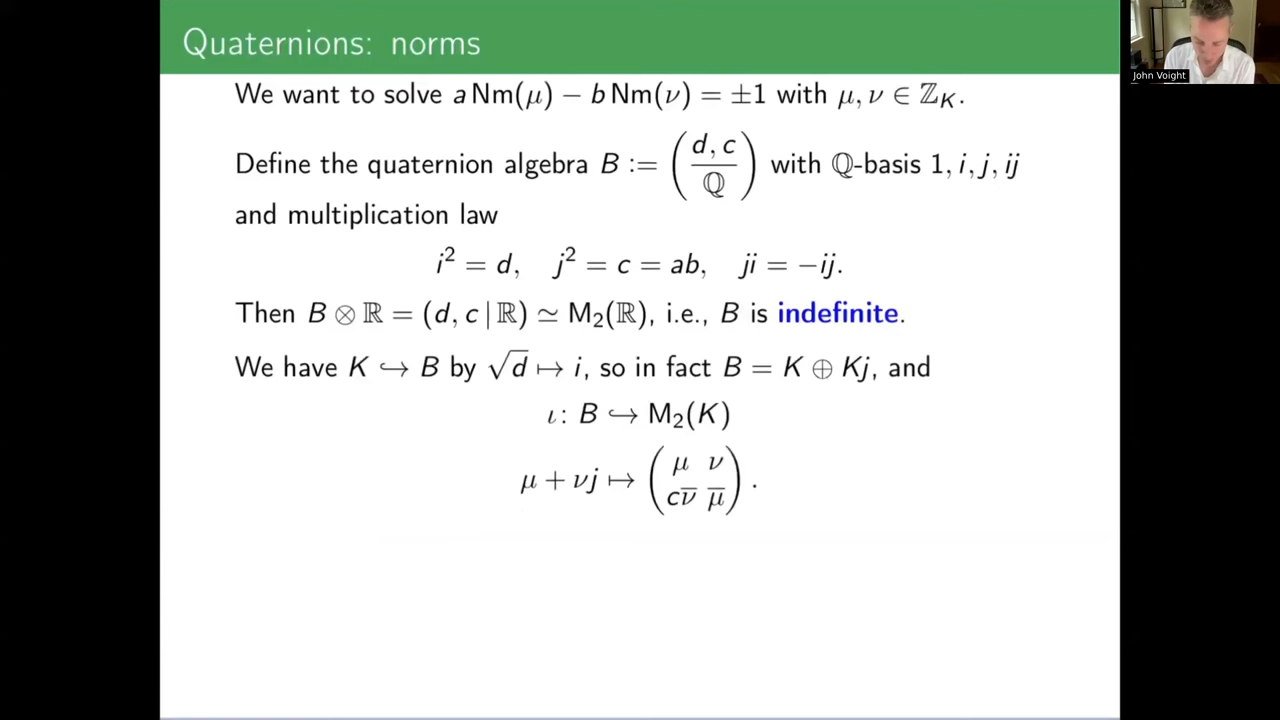 Quaternions: norms
We want to solve a Nm(μ) − b Nm(ν) = ±1 with μ, ν ∈ ℤ_K.
Define the quaternion algebra B := (d, c / ℚ) with ℚ-basis 1, i, j, ij
and multiplication law
i² = d, j² = c = ab, ji = −ij.
Then B ⊗ ℝ = (d, c | ℝ) ≃ M₂(ℝ), i.e., B is indefinite.
We have K ↪ B by √d ↦ i, so in fact B = K ⊕ Kj, and
ι: B ↪ M₂(K)
μ + νj ↦ (μ ν
cν̅ μ̅).
John Voight